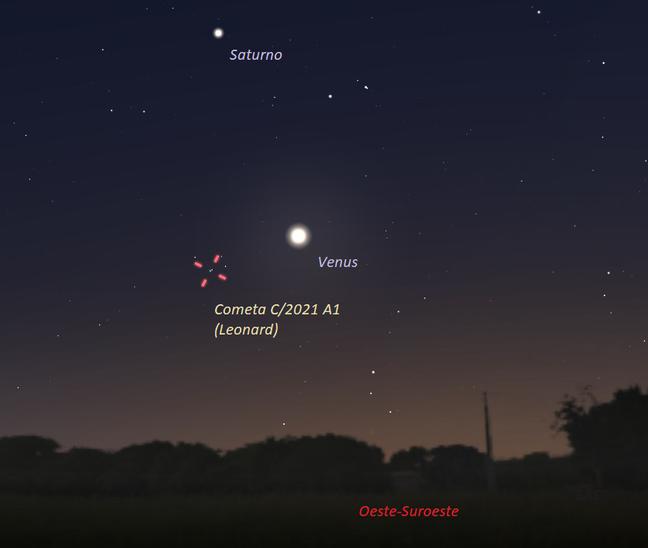 Saturno
Venus
Cometa C/2021 A1
(Leonard)
Oeste-Suroeste